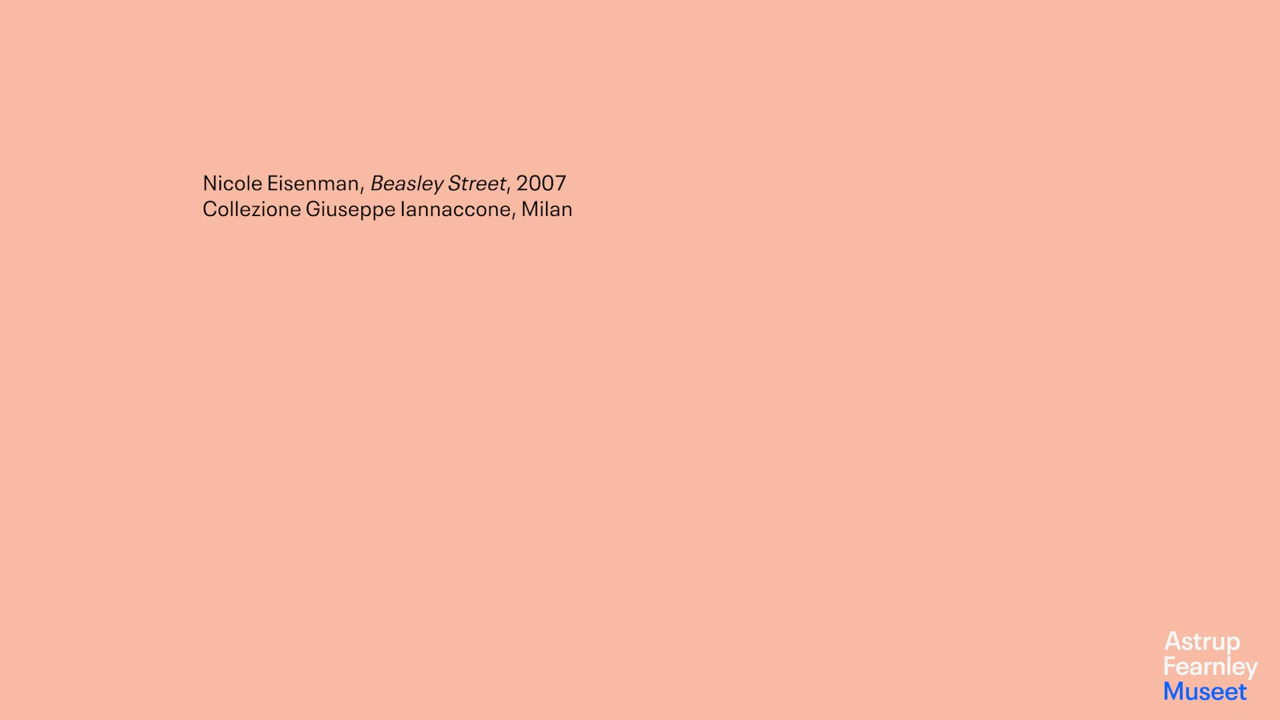 Nicole Eisenman, Beasley Street, 2007
Collezione Giuseppe Iannaccone, Milan
Astrup
Fearnley
Museet